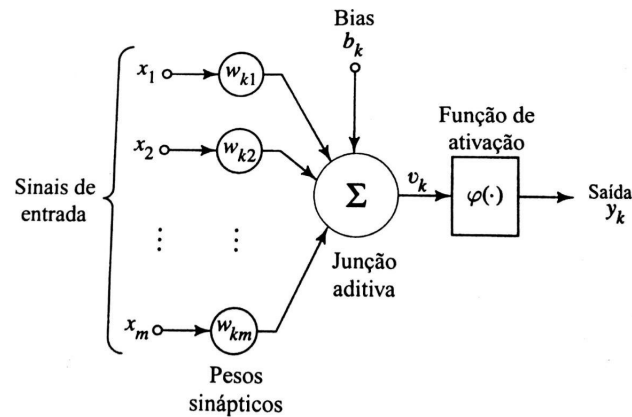 Bias
b_k
x_1
w_k1
Função de
ativação
x_2
w_k2
Sinais de
entrada
Σ
v_k
φ(·)
Saída
y_k
Junção
aditiva
x_m
w_km
Pesos
sinápticos